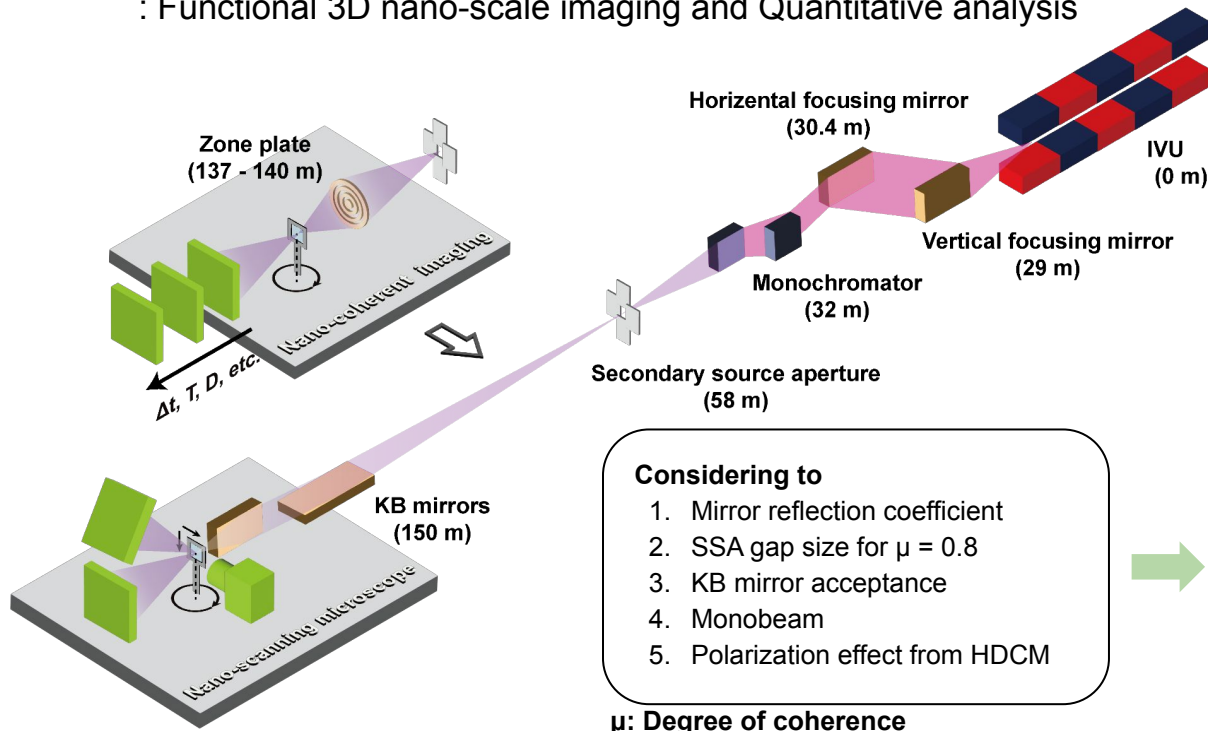 : Functional 3D nano-scale imaging and Quantitative analysis
Horizental focusing mirror
(30.4 m)
Zone plate
(137 - 140 m)
IVU
(0 m)
Vertical focusing mirror
(29 m)
Monochromator
(32 m)
Nano-coherent imaging
Δt, T, D, etc.
Secondary source aperture
(58 m)
KB mirrors
(150 m)
Nano-scanning microscope
Considering to
1. Mirror reflection coefficient
2. SSA gap size for μ = 0.8
3. KB mirror acceptance
4. Monobeam
5. Polarization effect from HDCM
μ: Degree of coherence